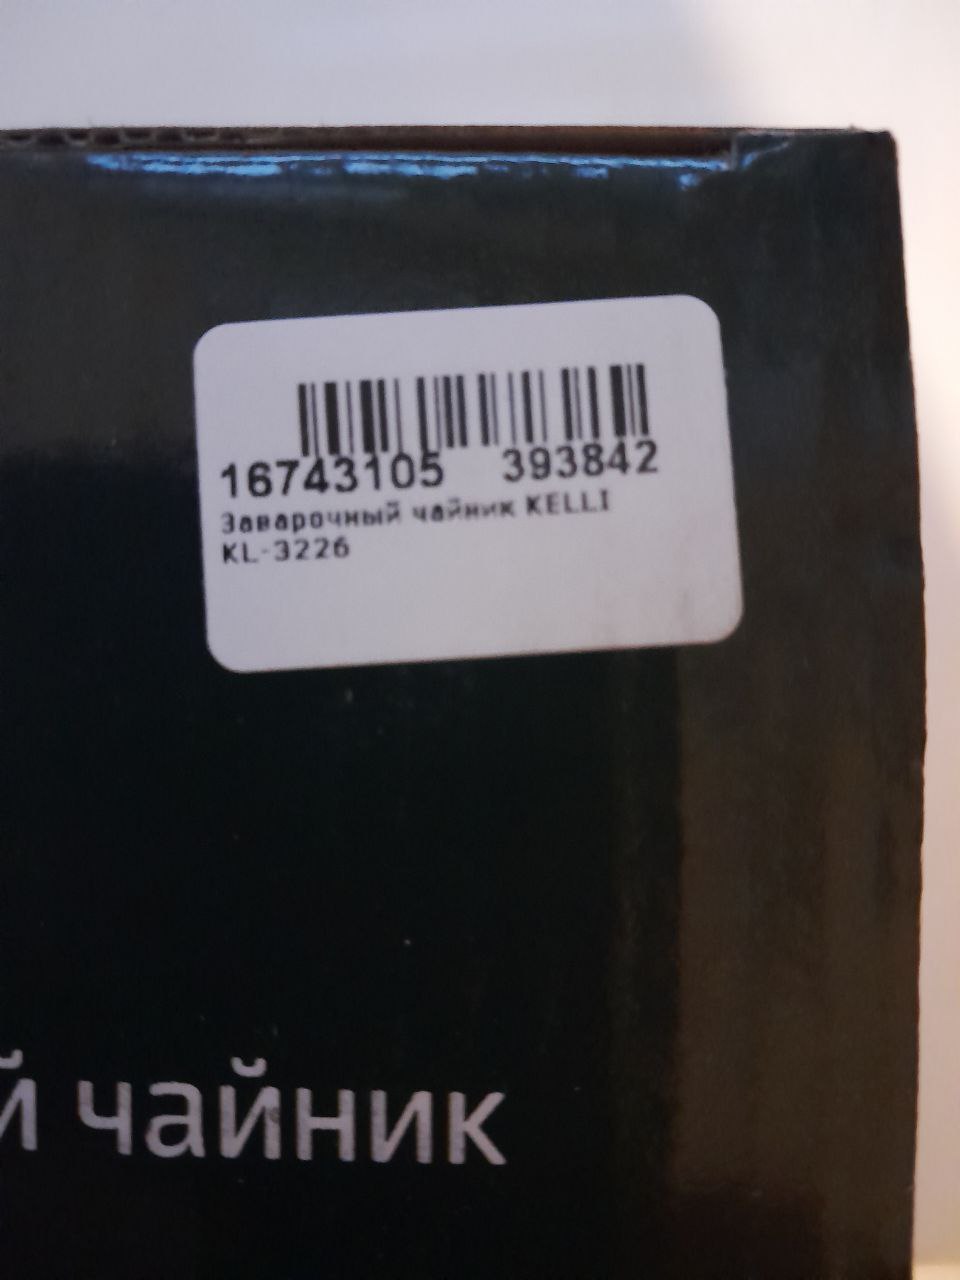 16743105 393842
Заварочный чайник KELLI
KL-3226
й чайник